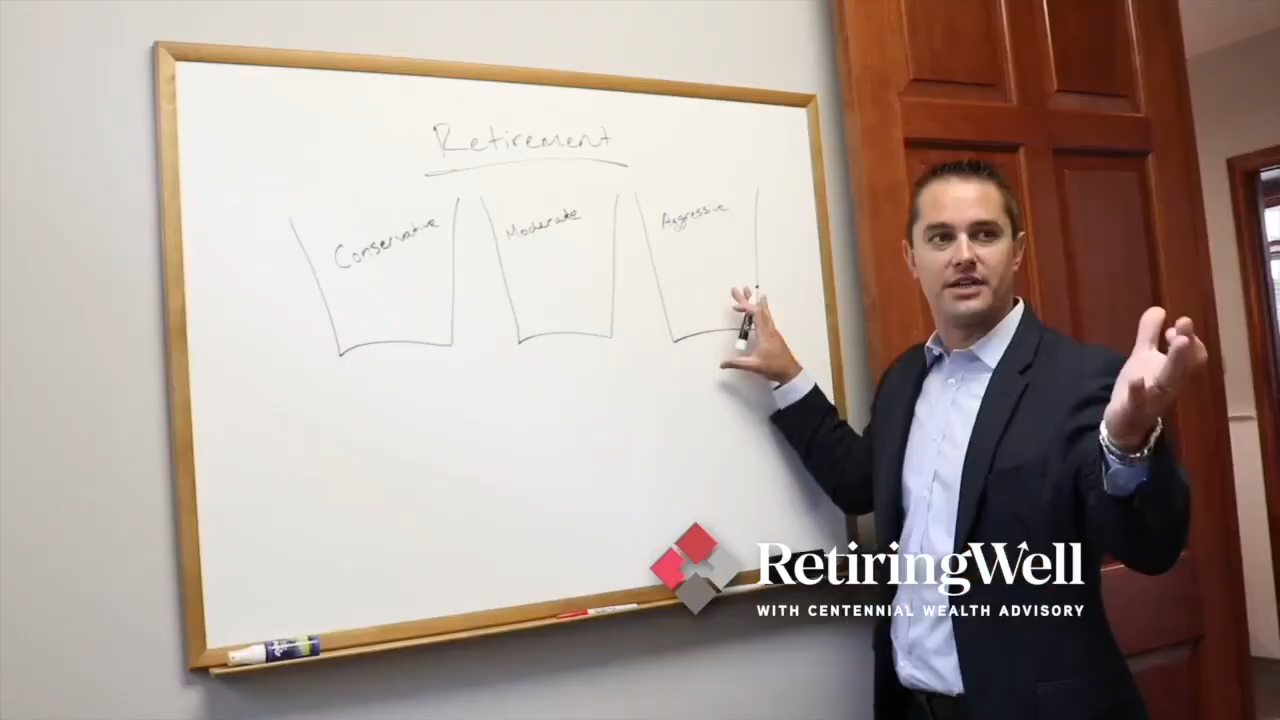 Retirement
Conservative
Moderate
Aggressive
RetiringWell
WITH CENTENNIAL WEALTH ADVISORY